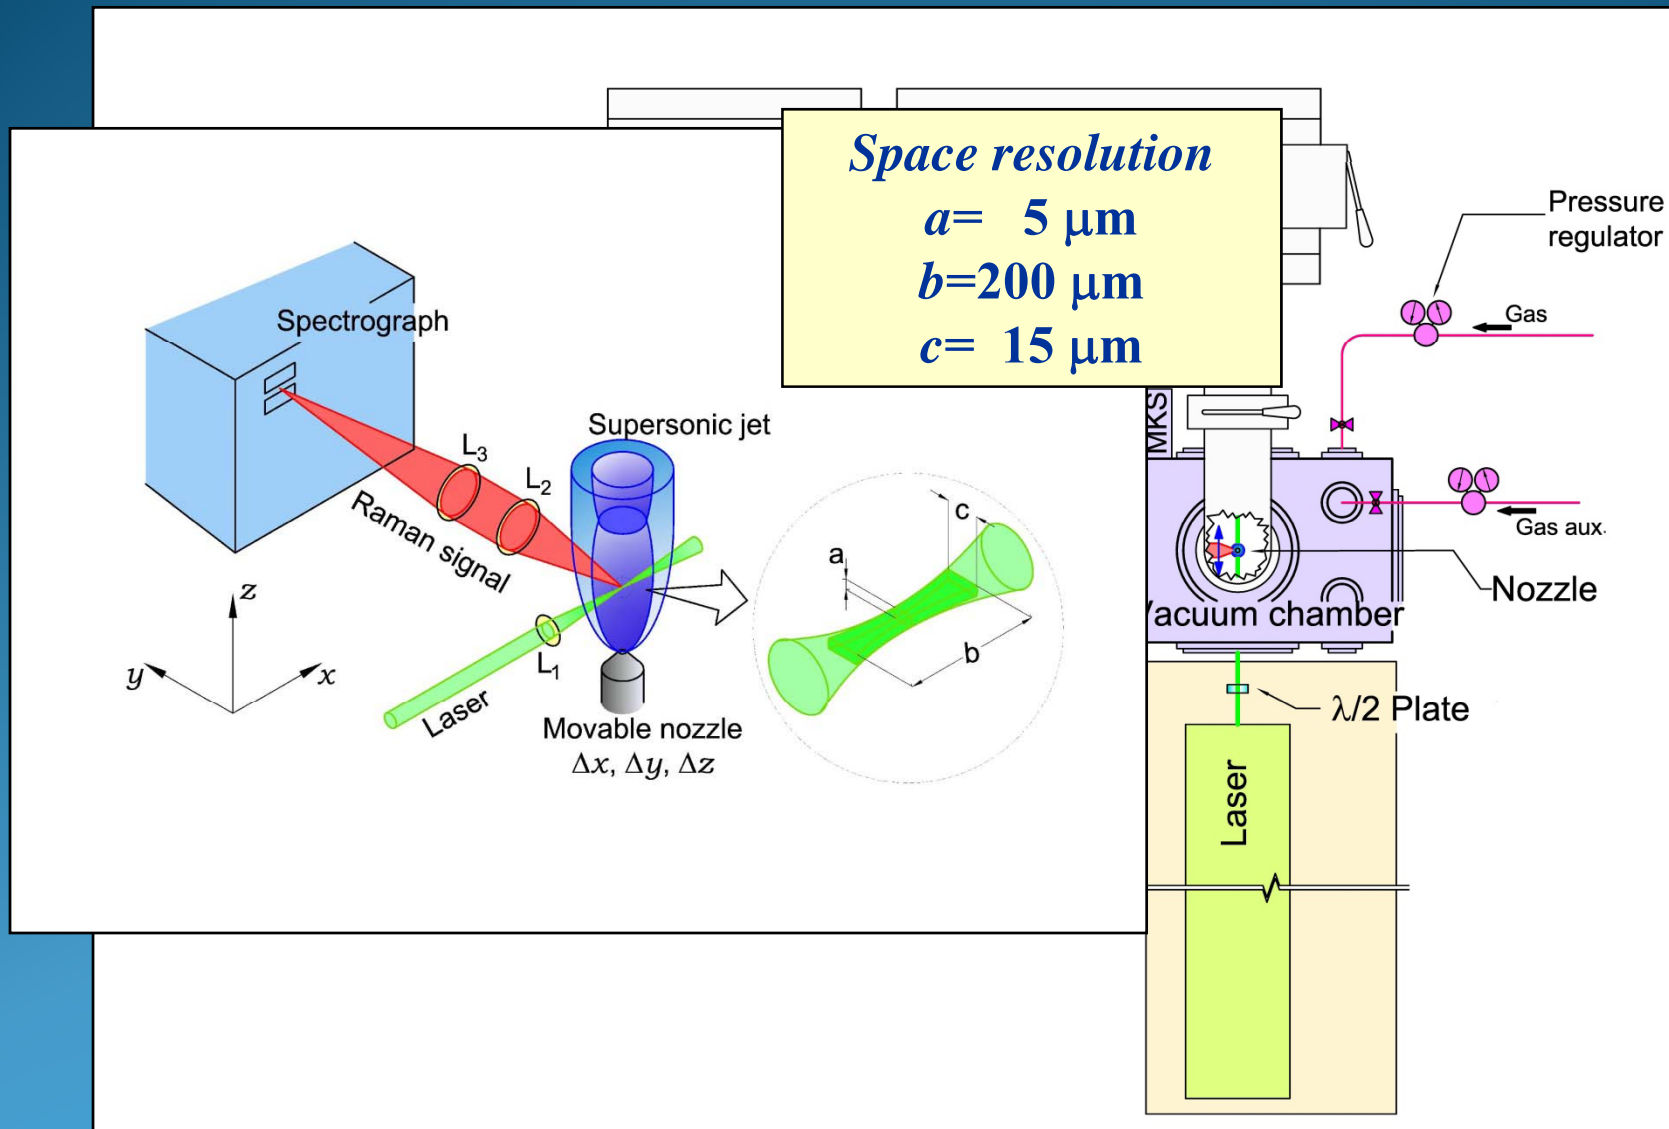 Space resolution
a= 5 μm
b=200 μm
c= 15 μm
Pressure
regulator
Gas
MKS
Gas aux.
Nozzle
Vacuum chamber
λ/2 Plate
Laser
Spectrograph
Supersonic jet
L3
L2
Raman signal
L1
Laser
z
y
x
Movable nozzle
Δx, Δy, Δz
a
c
b